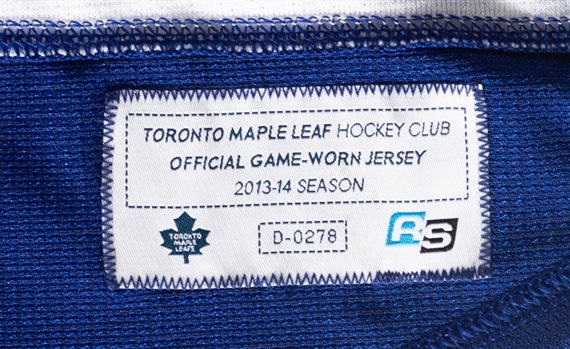 TORONTO MAPLE LEAF HOCKEY CLUB
OFFICIAL GAME-WORN JERSEY
2013-14 SEASON
TORONTO
MAPLE
LEAFS
D-0278
RS